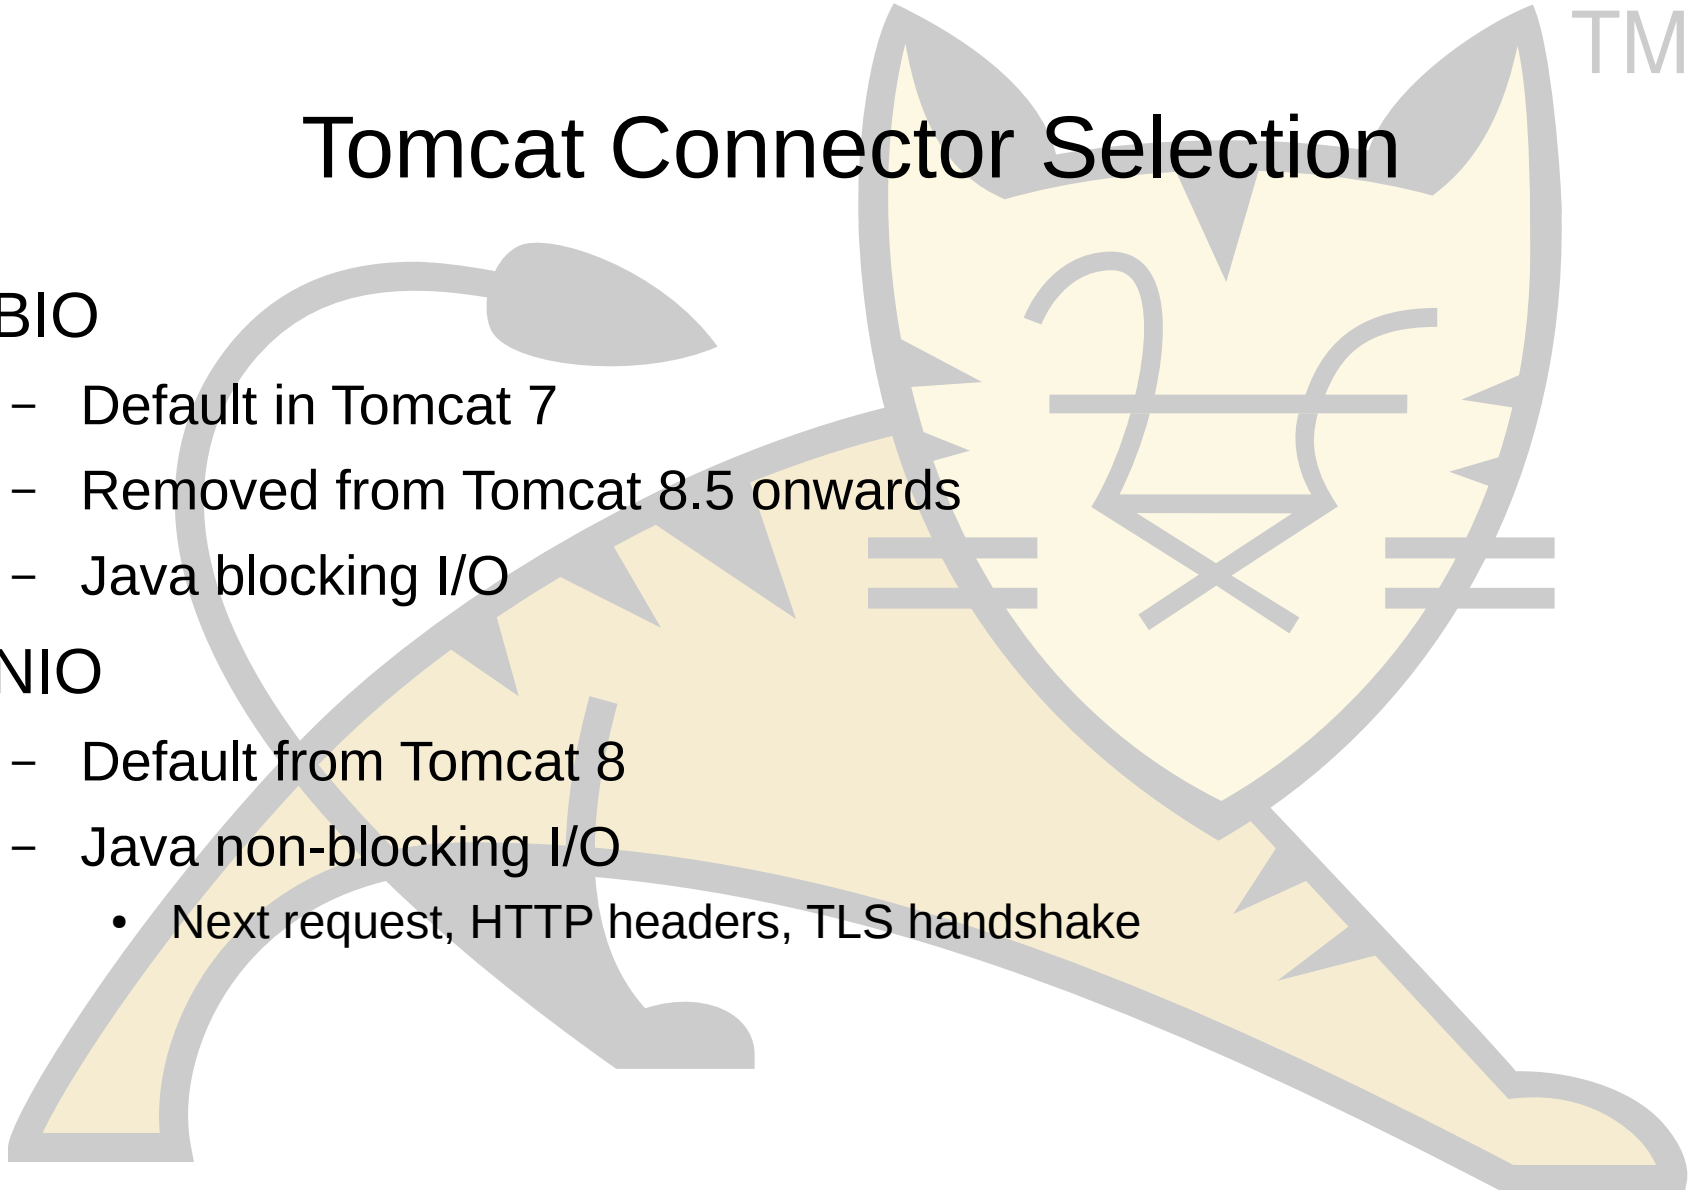 TM
Tomcat Connector Selection
BIO
– Default in Tomcat 7
– Removed from Tomcat 8.5 onwards
– Java blocking I/O
NIO
– Default from Tomcat 8
– Java non-blocking I/O
• Next request, HTTP headers, TLS handshake